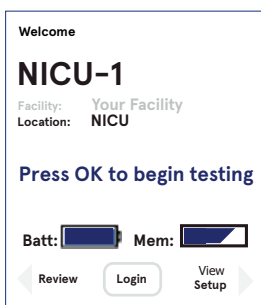 Welcome
NICU-1
Facility: Your Facility
Location: NICU
Press OK to begin testing
Batt: Mem:
Review Login View Setup